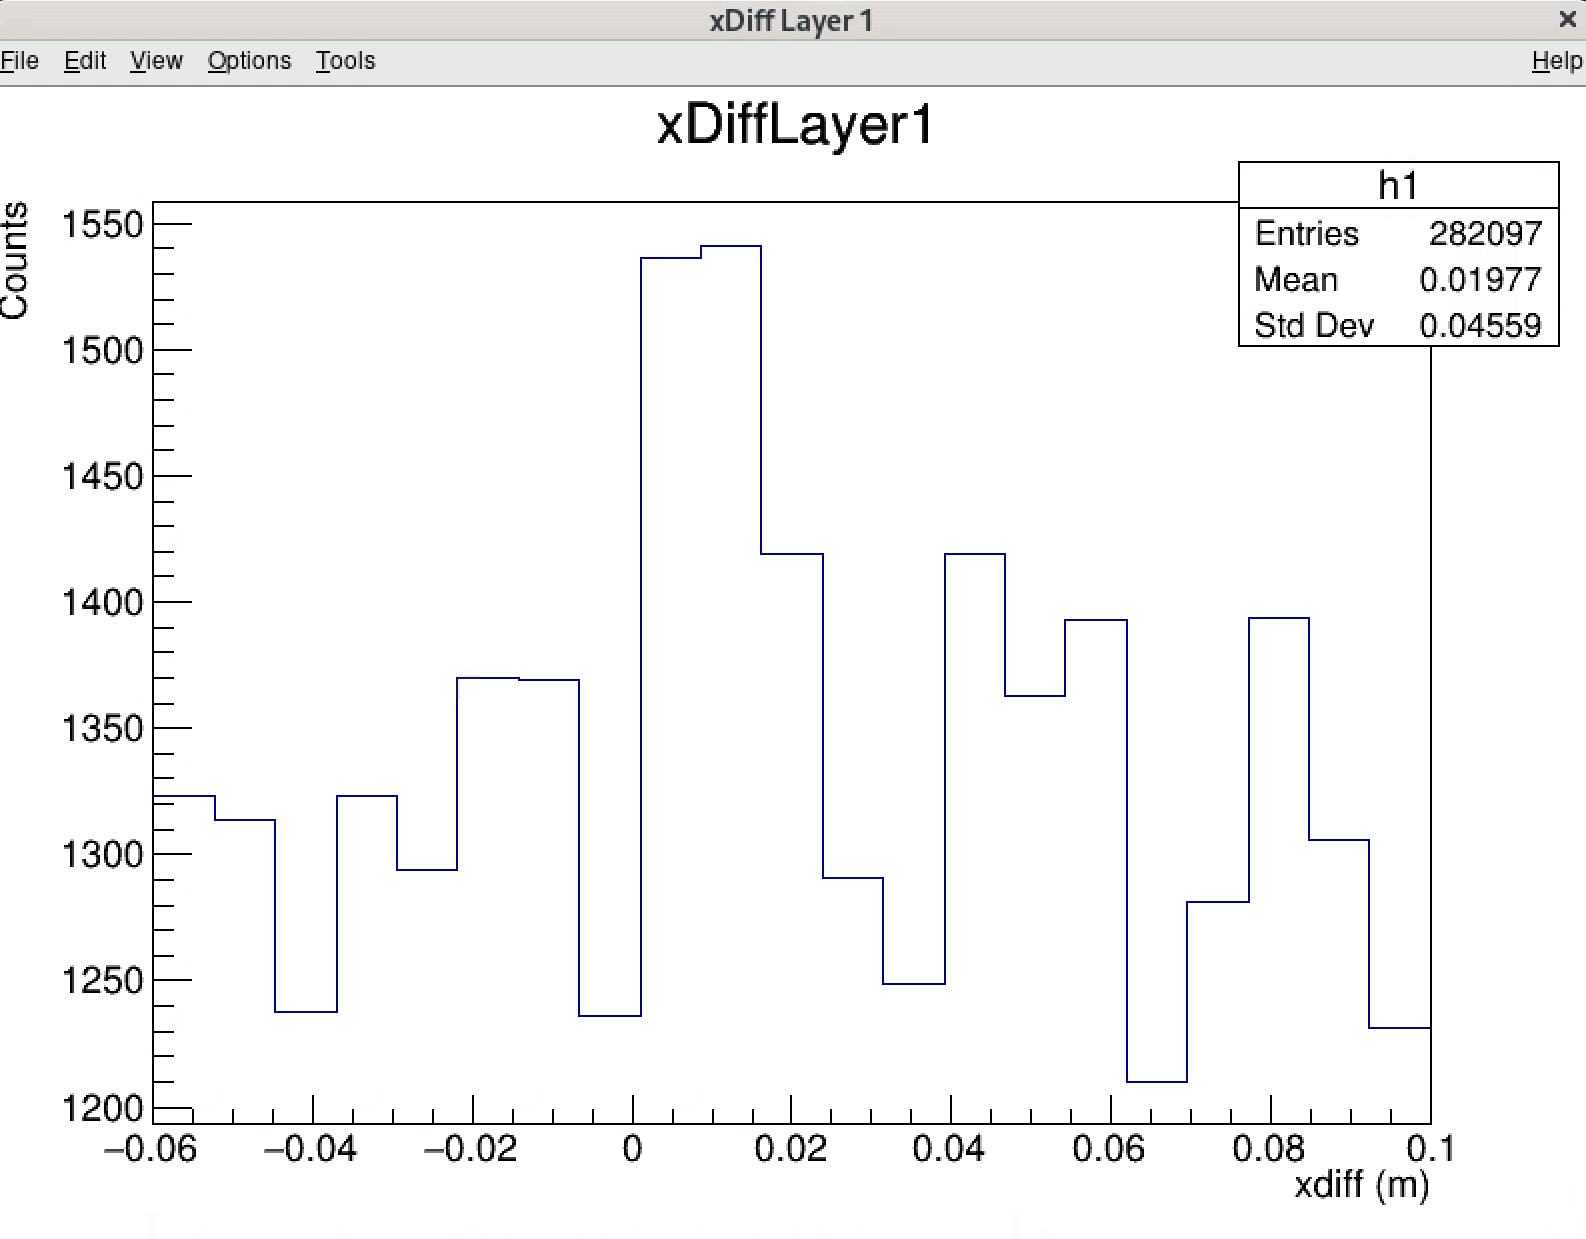 xDiff Layer 1 ×
File Edit View Options Tools Help
xDiffLayer1
h1
Entries 282097
Mean 0.01977
Std Dev 0.04559
Counts
1550
1500
1450
1400
1350
1300
1250
1200
−0.06 −0.04 −0.02 0 0.02 0.04 0.06 0.08 0.1
xdiff (m)